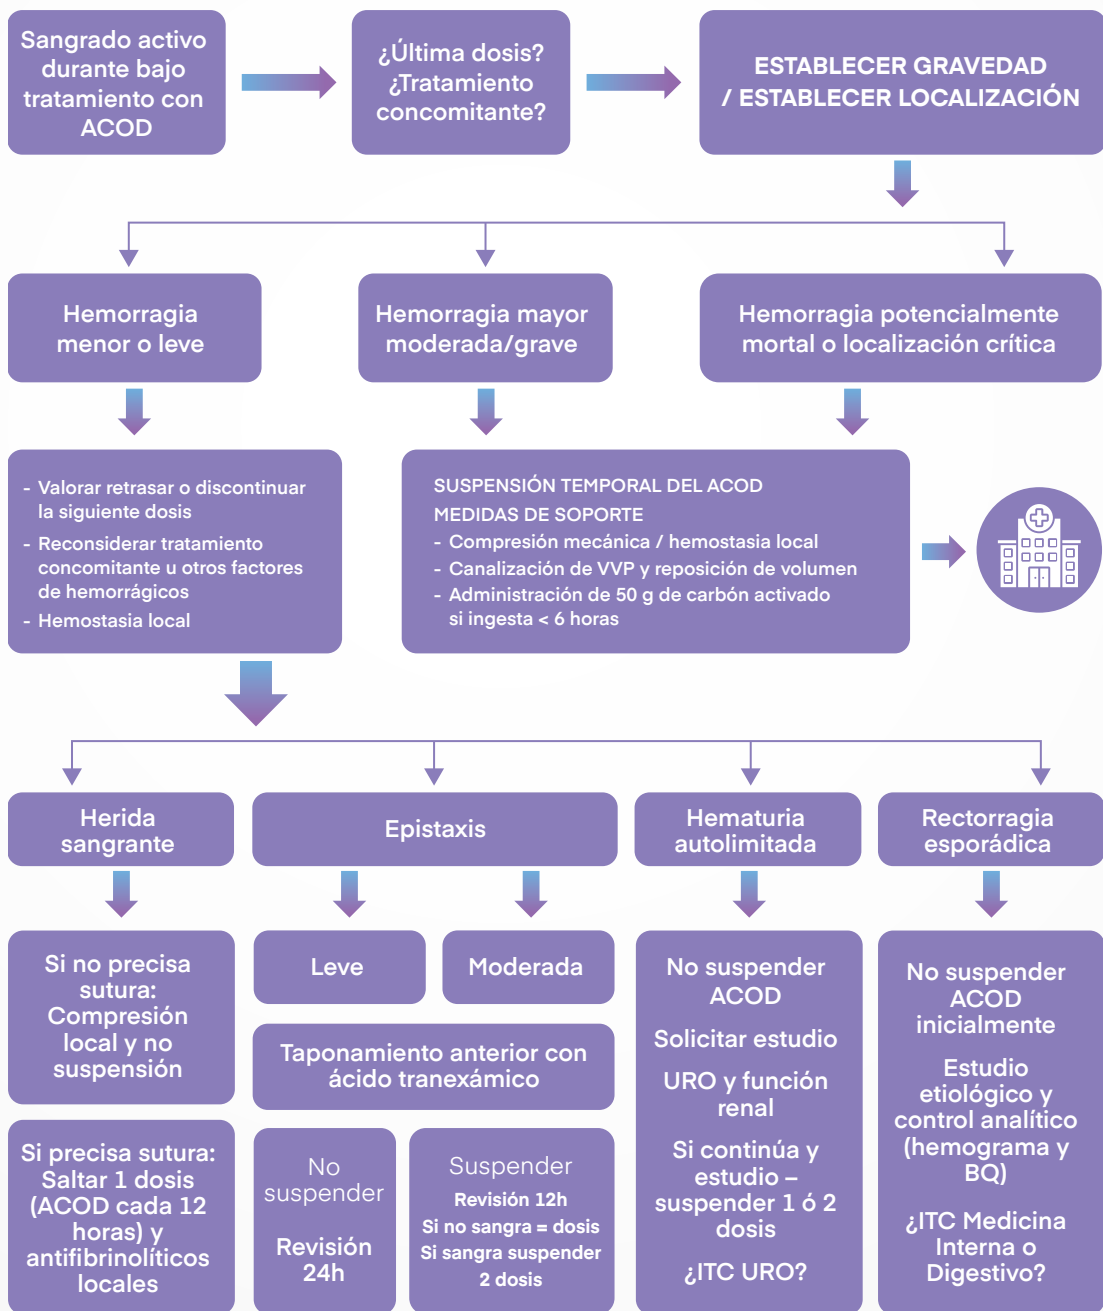 Sangrado activo
durante bajo
tratamiento con
ACOD
¿Última dosis?
¿Tratamiento
concomitante?
ESTABLECER GRAVEDAD
/ ESTABLECER LOCALIZACIÓN
Hemorragia
menor o leve
Hemorragia mayor
moderada/grave
Hemorragia potencialmente
mortal o localización crítica
- Valorar retrasar o discontinuar
la siguiente dosis
- Reconsiderar tratamiento
concomitante u otros factores
de hemorrágicos
- Hemostasia local
SUSPENSIÓN TEMPORAL DEL ACOD
MEDIDAS DE SOPORTE
- Compresión mecánica / hemostasia local
- Canalización de VVP y reposición de volumen
- Administración de 50 g de carbón activado
si ingesta < 6 horas
Herida
sangrante
Epistaxis
Hematuria
autolimitada
Rectorragia
esporádica
Si no precisa
sutura:
Compresión
local y no
suspensión
Si precisa sutura:
Saltar 1 dosis
(ACOD cada 12
horas) y
antifibrinolíticos
locales
Leve
Moderada
Taponamiento anterior con
ácido tranexámico
No
suspender
Revisión
24h
Suspender
Revisión 12h
Si no sangra = dosis
Si sangra suspender
2 dosis
No suspender
ACOD
Solicitar estudio
URO y función
renal
Si continúa y
estudio –
suspender 1 ó 2
dosis
¿ITC URO?
No suspender
ACOD
inicialmente
Estudio
etiológico y
control analítico
(hemograma y
BQ)
¿ITC Medicina
Interna o
Digestivo?